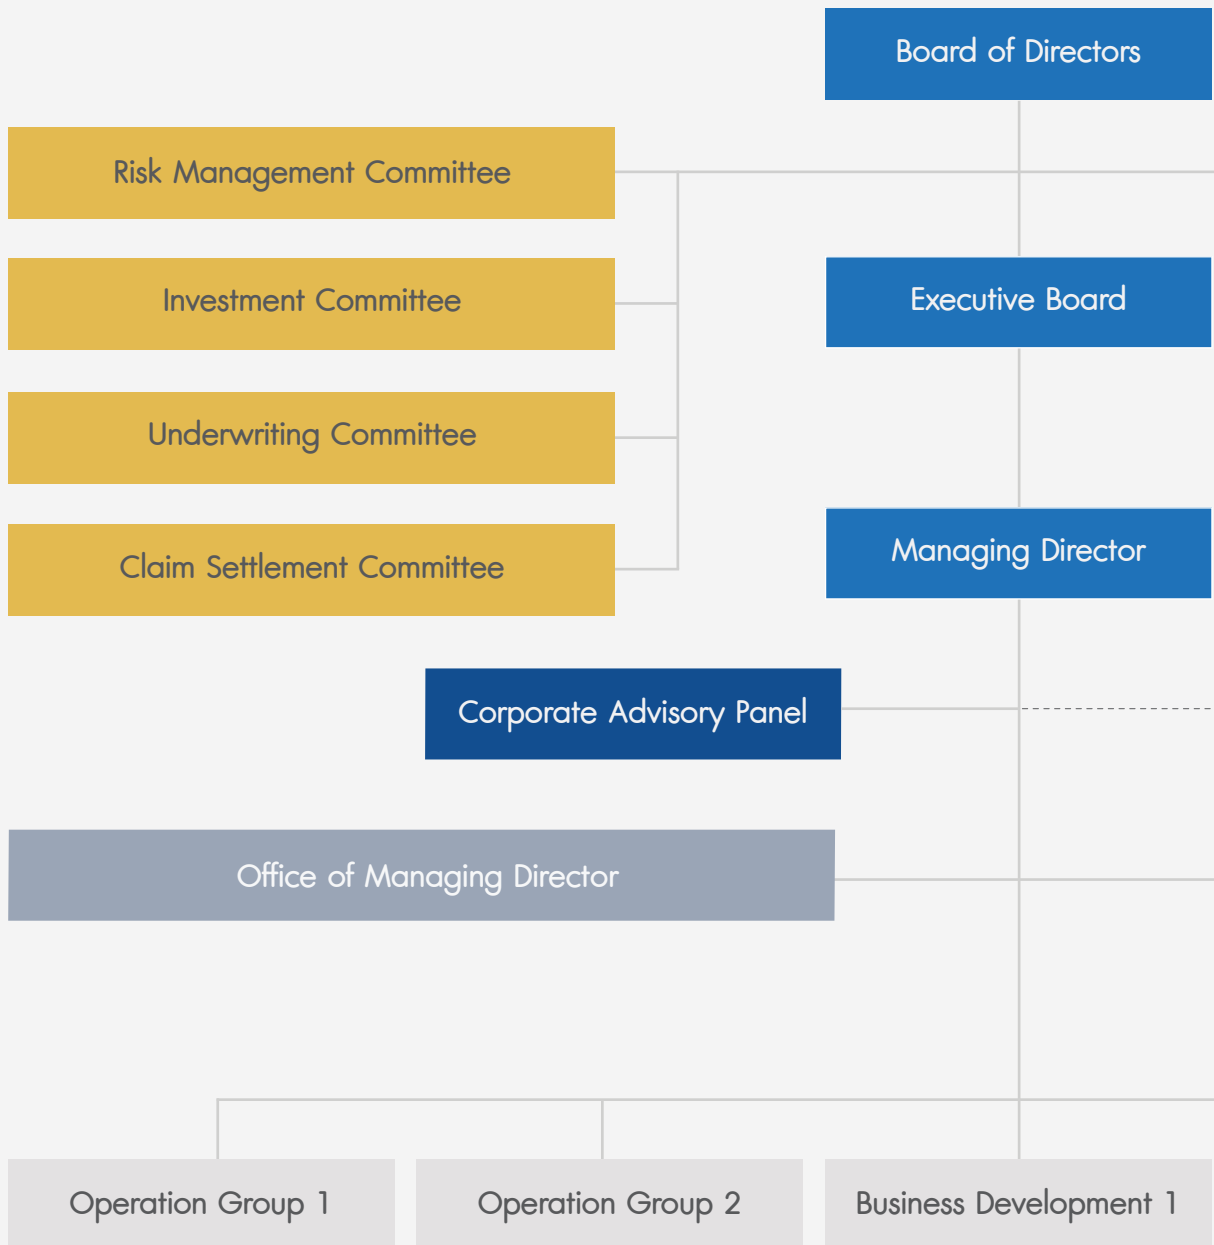 Board of Directors
Risk Management Committee
Investment Committee
Executive Board
Underwriting Committee
Managing Director
Claim Settlement Committee
Corporate Advisory Panel
Office of Managing Director
Operation Group 1
Operation Group 2
Business Development 1